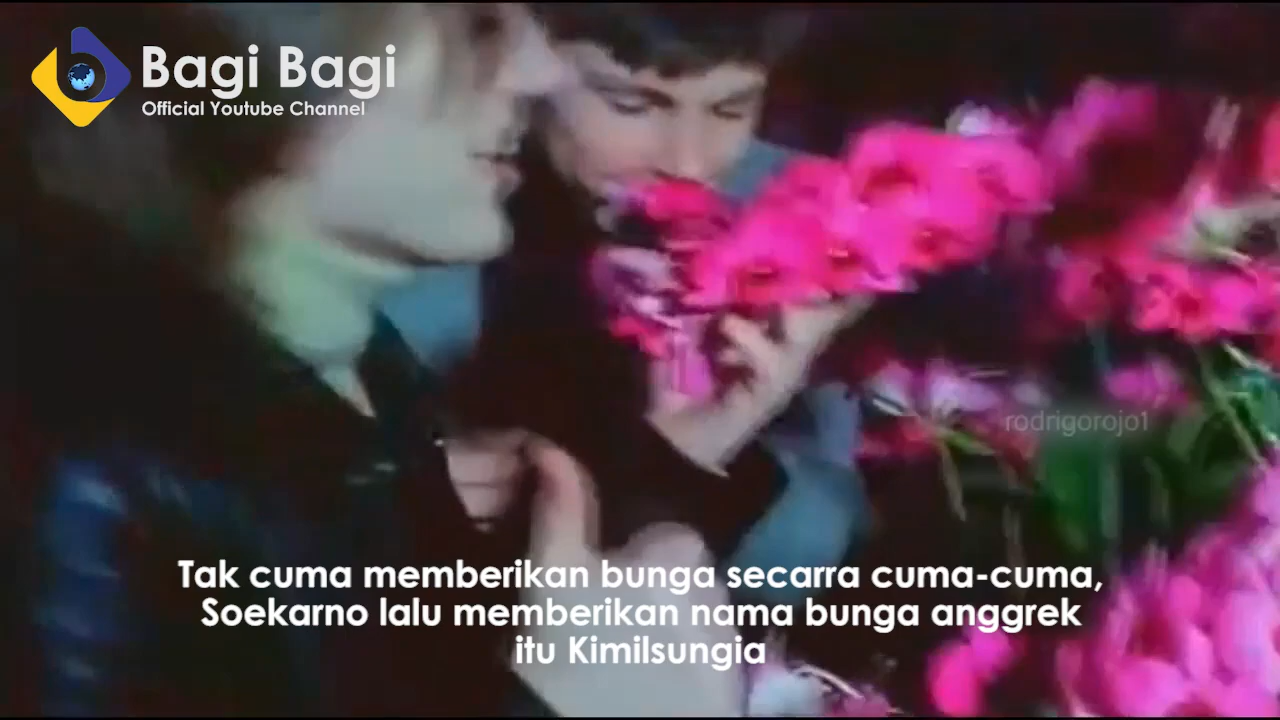 Bagi Bagi
Official Youtube Channel
rodrigorojo1
Tak cuma memberikan bunga secarra cuma-cuma,
Soekarno lalu memberikan nama bunga anggrek
itu Kimilsungia